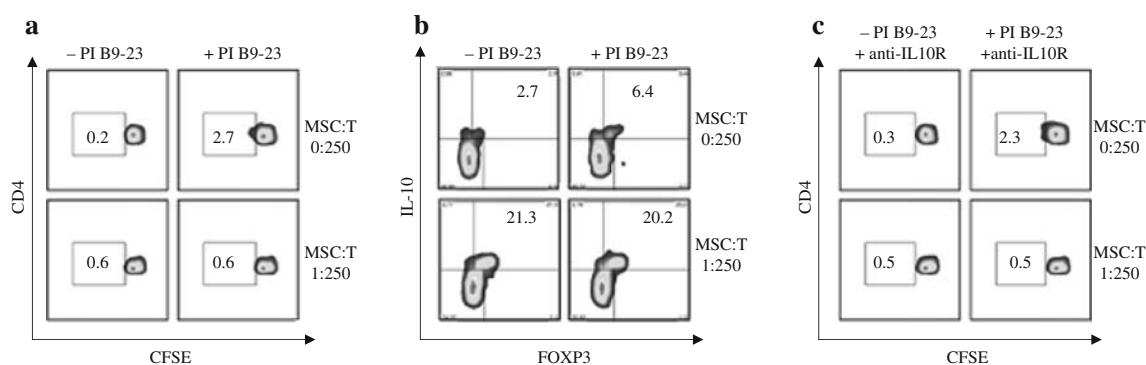 a
– PI B9-23
+ PI B9-23
CD4
0.2
2.7
MSC:T
0:250
0.6
0.6
MSC:T
1:250
CFSE
b
– PI B9-23
+ PI B9-23
IL-10
2.7
6.4
MSC:T
0:250
21.3
20.2
MSC:T
1:250
FOXP3
c
– PI B9-23
+ anti-IL10R
+ PI B9-23
+anti-IL10R
CD4
0.3
2.3
MSC:T
0:250
0.5
0.5
MSC:T
1:250
CFSE